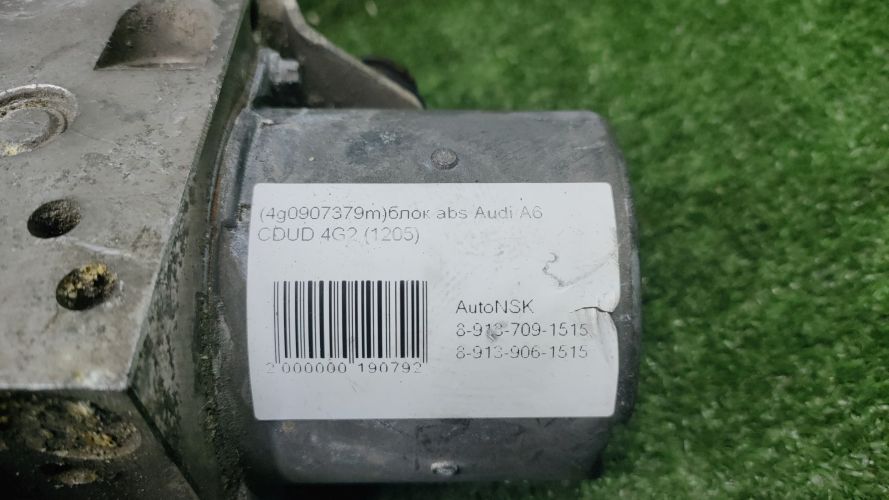 (4g0907379m)блок abs Audi A6
CDUD 4G2 (1205)
AutoNSK
8-913-709-1515
8-913-906-1515
2 000000 190792